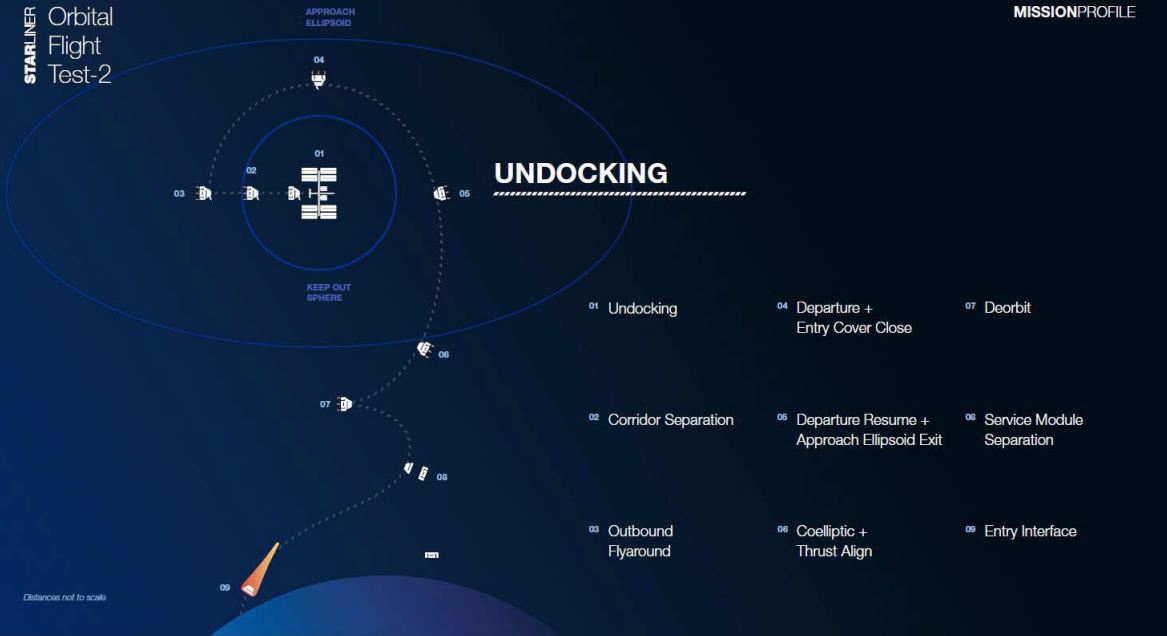 STARLINER
Orbital
Flight
Test-2
MISSIONPROFILE
APPROACH
ELLIPSOID
04
01
02
03
05
UNDOCKING
KEEP OUT
SPHERE
06
07
08
09
Distances not to scale
01 Undocking
04 Departure +
Entry Cover Close
07 Deorbit
02 Corridor Separation
05 Departure Resume +
Approach Ellipsoid Exit
08 Service Module
Separation
03 Outbound
Flyaround
06 Coelliptic +
Thrust Align
09 Entry Interface